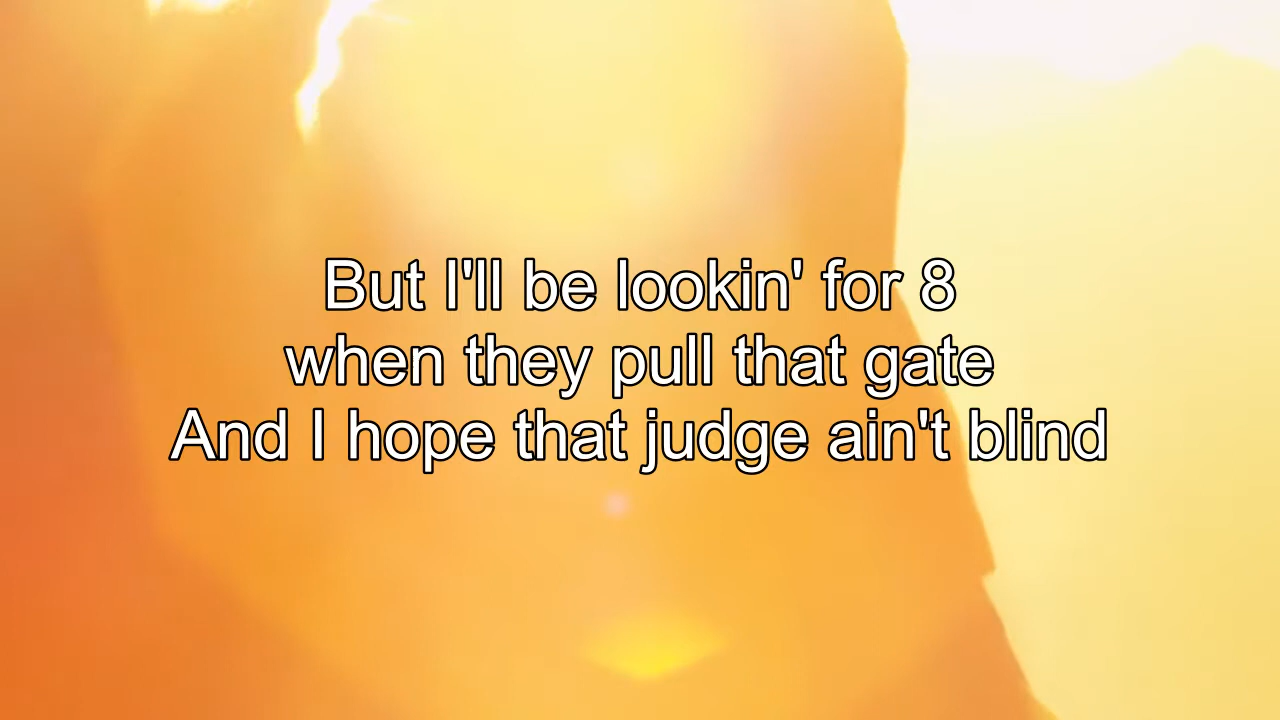 But I'll be lookin' for 8
when they pull that gate
And I hope that judge ain't blind